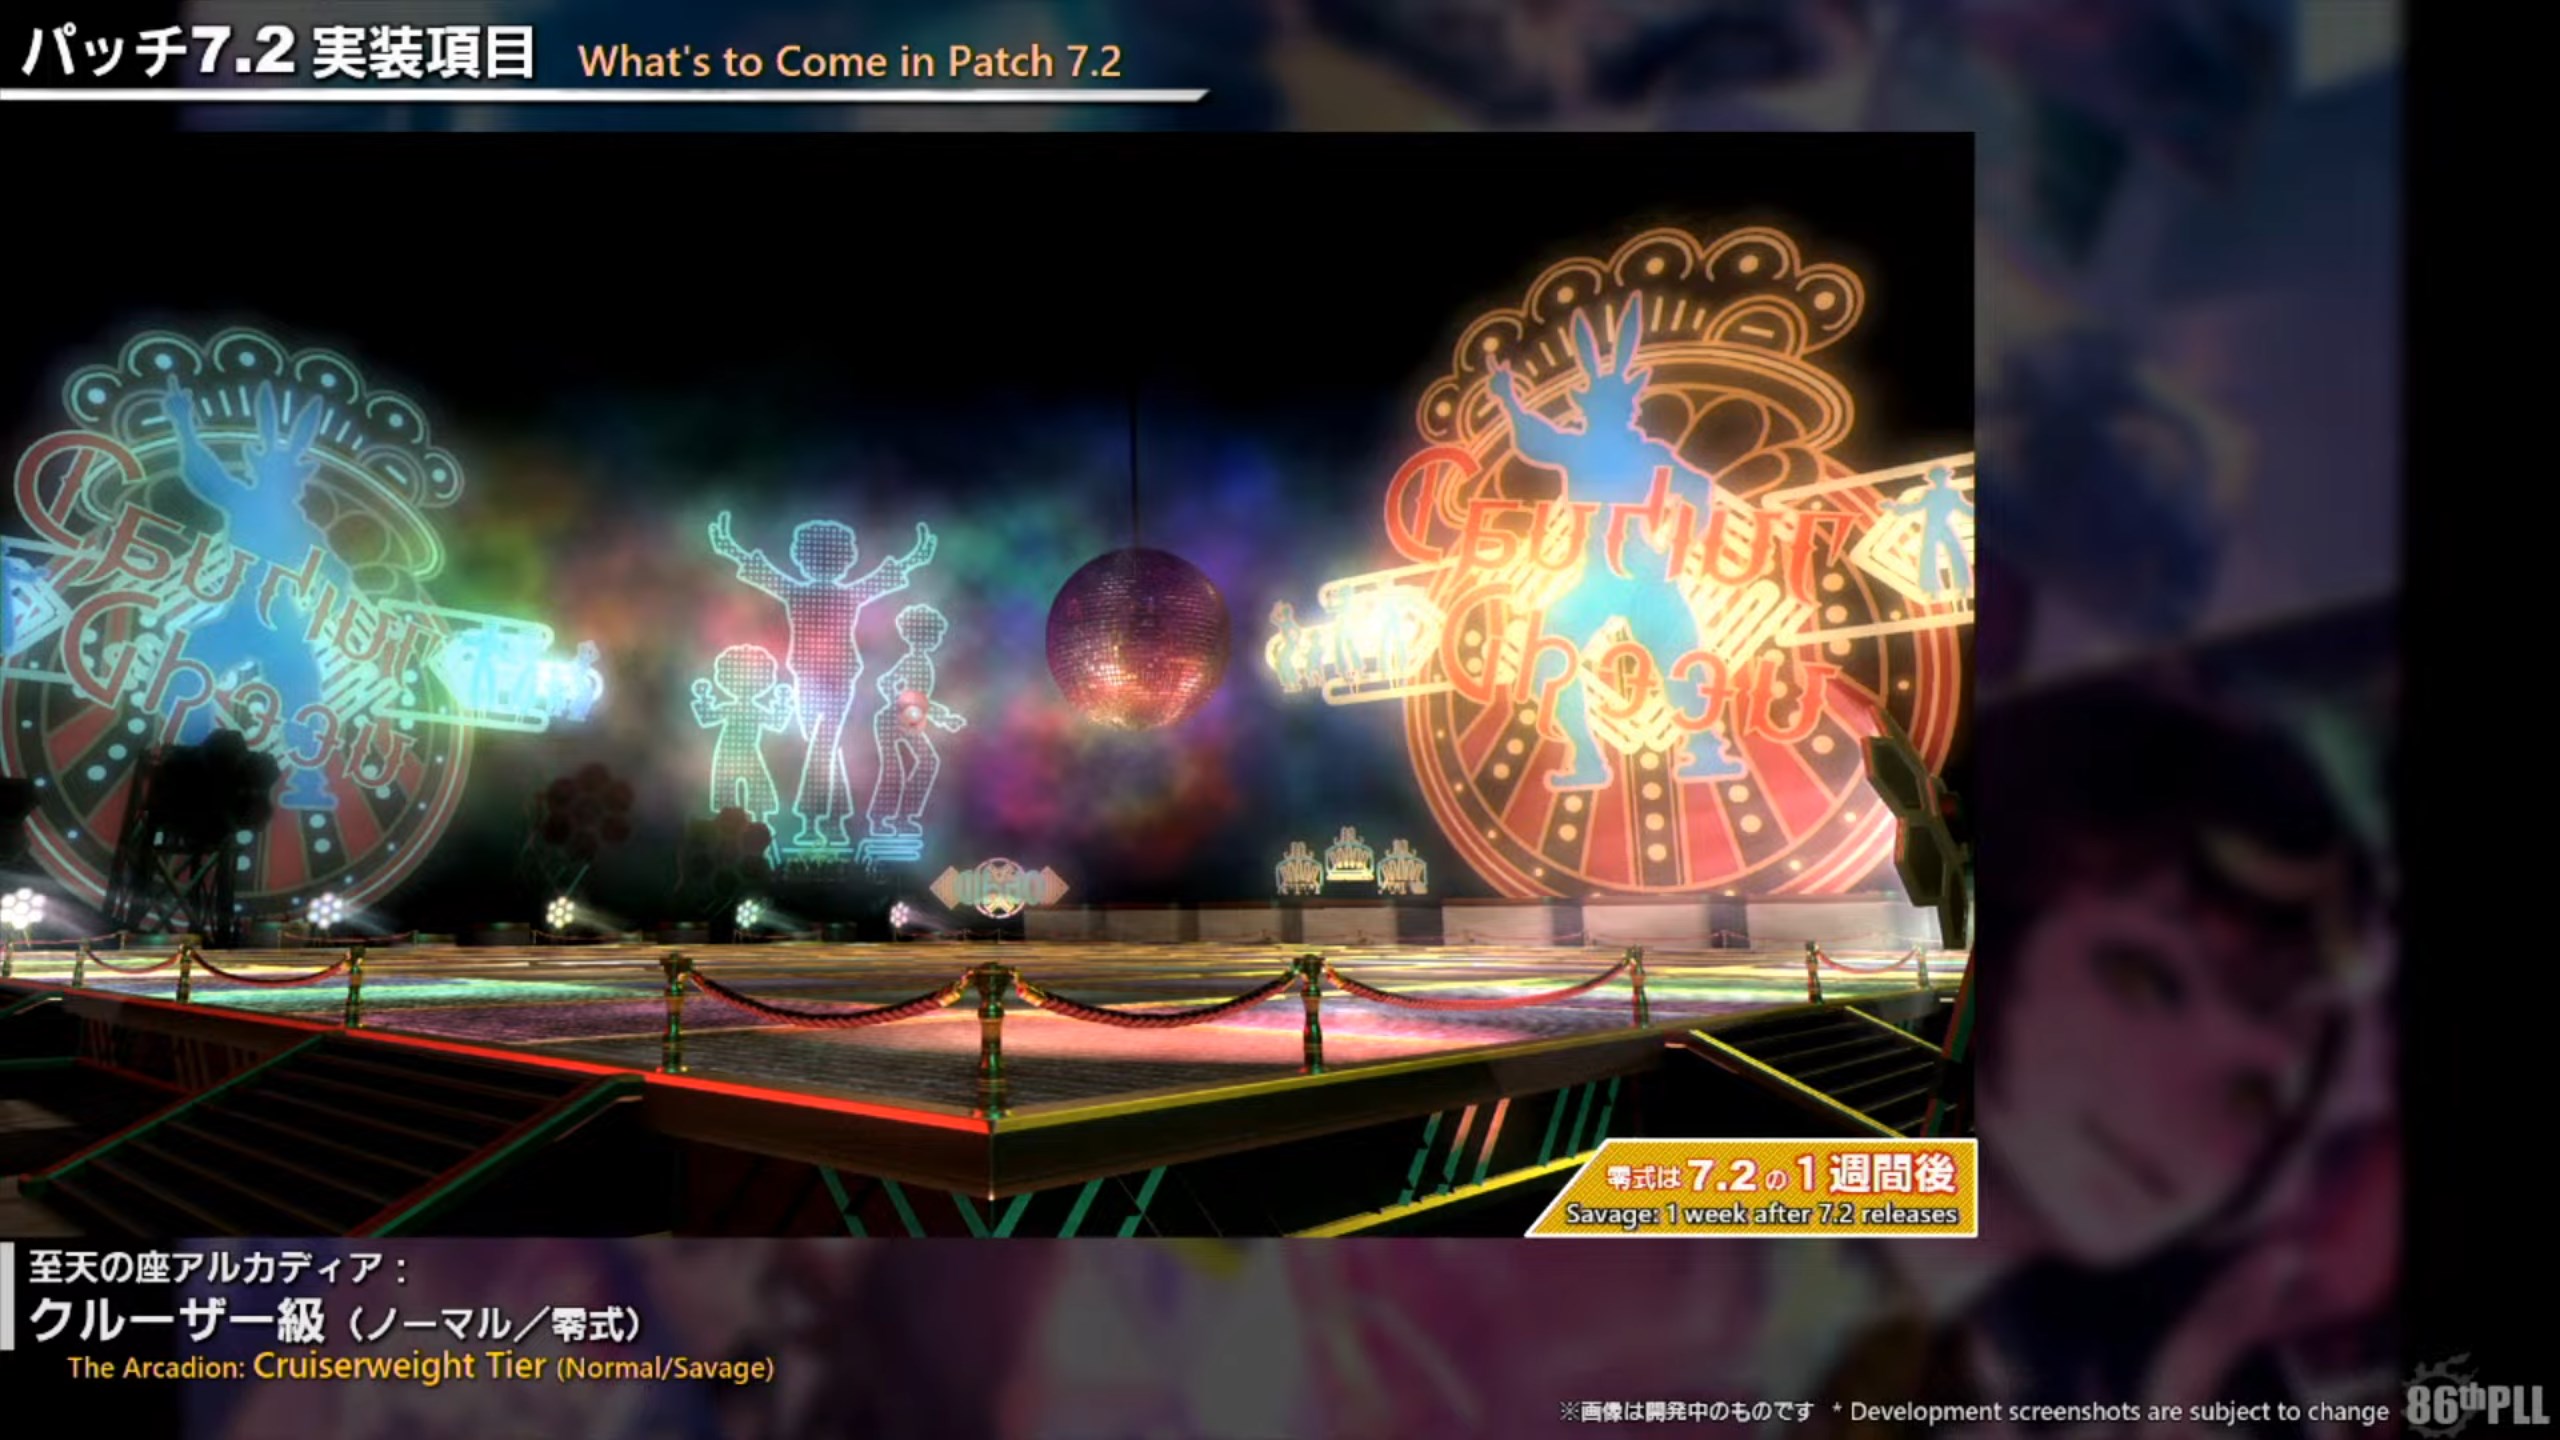 パッチ7.2 実装項目 What's to Come in Patch 7.2
零式は7.2の1週間後
Savage: 1 week after 7.2 releases
至天の座アルカディア：
クルーザー級（ノーマル／零式）
The Arcadion: Cruiserweight Tier (Normal/Savage)
※画像は開発中のものです * Development screenshots are subject to change
86thPLL